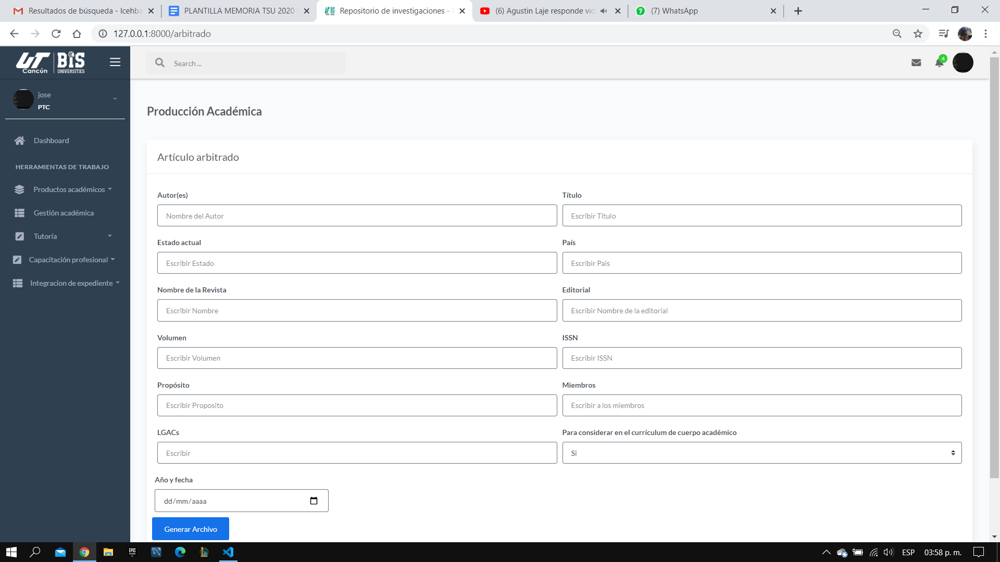 Resultados de búsqueda - Icehba
PLANTILLA MEMORIA TSU 2020
Repositorio de investigaciones -
(6) Agustin Laje responde vid
(7) WhatsApp
127.0.0.1:8000/arbitrado
UT Cancún
BIS UNIVERSITIES
Search ...
4
jose
PTC
Dashboard
HERRAMIENTAS DE TRABAJO
Productos académicos
Gestión académica
Tutoría
Capacitación profesional
Integracion de expediente
Producción Académica
Artículo arbitrado
Autor(es)
Nombre del Autor
Título
Escribir Titulo
Estado actual
Escribir Estado
País
Escribir Pais
Nombre de la Revista
Escribir Nombre
Editorial
Escribir Nombre de la editorial
Volumen
Escribir Volumen
ISSN
Escribir ISSN
Propósito
Escribir Proposito
Miembros
Escribir a los miembros
LGACs
Escribir
Para considerar en el currículum de cuerpo académico
Si
Año y fecha
dd/mm/aaaa
Generar Archivo
EPIC GAMES
ESP
03:58 p. m.